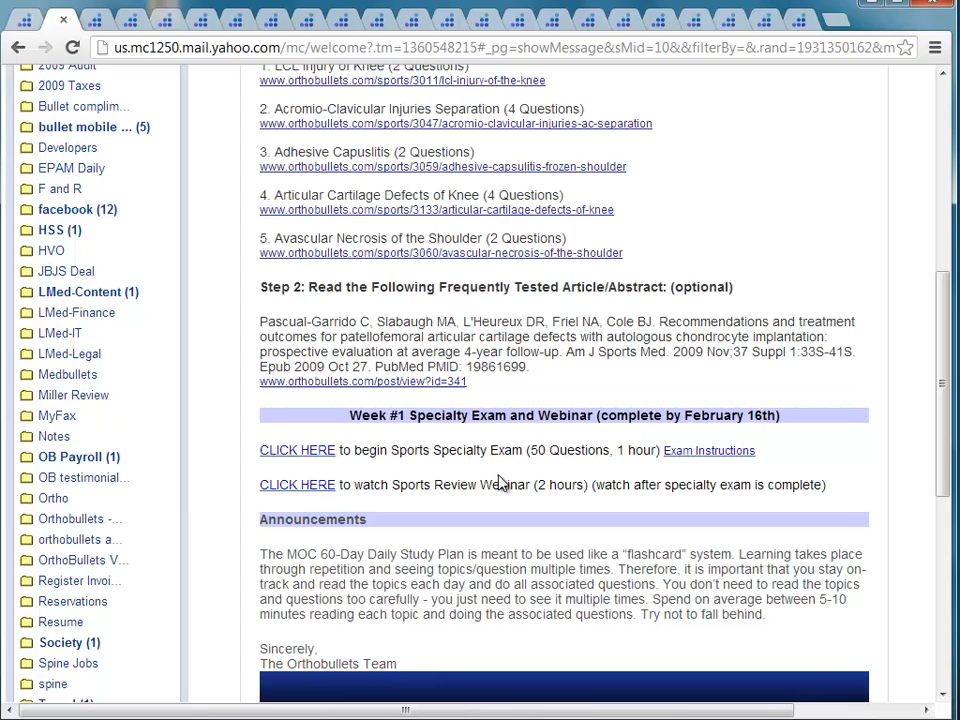 us.mc1250.mail.yahoo.com/mc/welcome?.tm=1360548215#_pg=showMessage&sMid=10&&filterBy=&.rand=1931350162&m
2009 Audit
2009 Taxes
Bullet complim...
bullet mobile ... (5)
Developers
EPAM Daily
F and R
facebook (12)
HSS (1)
HVO
JBJS Deal
LMed-Content (1)
LMed-Finance
LMed-IT
LMed-Legal
Medbullets
Miller Review
MyFax
Notes
OB Payroll (1)
OB testimonial...
Ortho
Orthobullets -...
orthobullets a...
OrthoBullets V...
Register Invoi...
Reservations
Resume
Society (1)
Spine Jobs
spine
1. LCL Injury of Knee (2 Questions)
www.orthobullets.com/sports/3011/lcl-injury-of-the-knee
2. Acromio-Clavicular Injuries Separation (4 Questions)
www.orthobullets.com/sports/3047/acromio-clavicular-injuries-ac-separation
3. Adhesive Capuslitis (2 Questions)
www.orthobullets.com/sports/3059/adhesive-capsulitis-frozen-shoulder
4. Articular Cartilage Defects of Knee (4 Questions)
www.orthobullets.com/sports/3133/articular-cartilage-defects-of-knee
5. Avascular Necrosis of the Shoulder (2 Questions)
www.orthobullets.com/sports/3060/avascular-necrosis-of-the-shoulder
Step 2: Read the Following Frequently Tested Article/Abstract: (optional)
Pascual-Garrido C, Slabaugh MA, L'Heureux DR, Friel NA, Cole BJ. Recommendations and treatment
outcomes for patellofemoral articular cartilage defects with autologous chondrocyte implantation:
prospective evaluation at average 4-year follow-up. Am J Sports Med. 2009 Nov;37 Suppl 1:33S-41S.
Epub 2009 Oct 27. PubMed PMID: 19861699.
www.orthobullets.com/post/view?id=341
Week #1 Specialty Exam and Webinar (complete by February 16th)
CLICK HERE to begin Sports Specialty Exam (50 Questions, 1 hour) Exam Instructions
CLICK HERE to watch Sports Review Webinar (2 hours) (watch after specialty exam is complete)
Announcements
The MOC 60-Day Daily Study Plan is meant to be used like a “flashcard” system. Learning takes place
through repetition and seeing topics/question multiple times. Therefore, it is important that you stay on-
track and read the topics each day and do all associated questions. You don’t need to read the topics
and questions too carefully - you just need to see it multiple times. Spend on average between 5-10
minutes reading each topic and doing the associated questions. Try not to fall behind.
Sincerely,
The Orthobullets Team